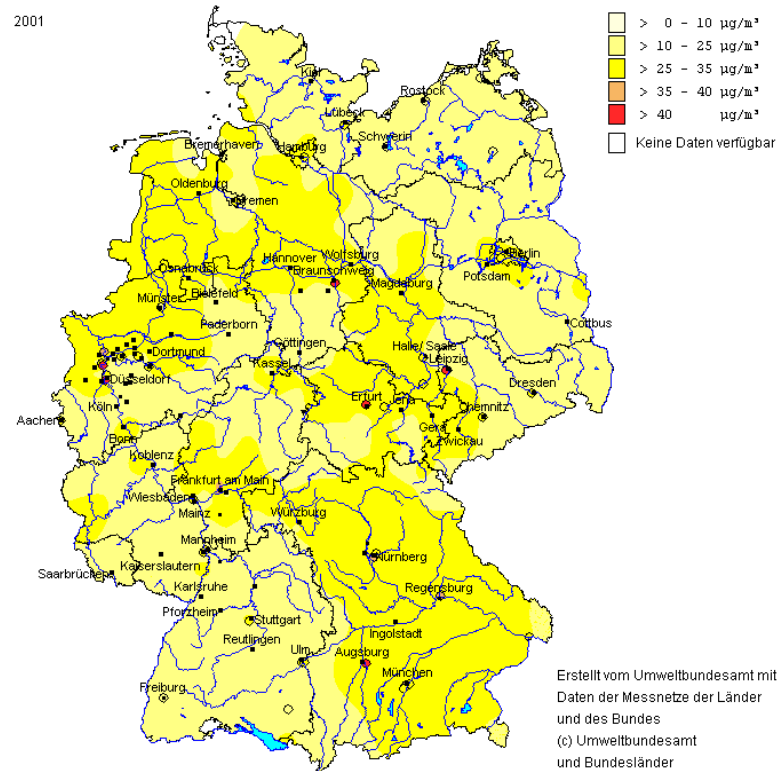 2001
> 0 - 10 µg/m³
> 10 - 25 µg/m³
> 25 - 35 µg/m³
> 35 - 40 µg/m³
> 40 µg/m³
Keine Daten verfügbar
Kiel
Rostock
Lübeck
Schwerin
Bremerhaven
Hamburg
Oldenburg
Bremen
Hannover
Wolfsburg
Berlin
Osnabrück
Braunschweig
Potsdam
Magdeburg
Münster
Bielefeld
Cottbus
Paderborn
Göttingen
Halle/ Saale
Dortmund
Leipzig
Kassel
Düsseldorf
Dresden
Erfurt
Jena
Köln
Chemnitz
Aachen
Gera
Bonn
Zwickau
Koblenz
Frankfurt am Main
Wiesbaden
Mainz
Würzburg
Mannheim
Nürnberg
Kaiserslautern
Saarbrücken
Karlsruhe
Regensburg
Pforzheim
Stuttgart
Ingolstadt
Reutlingen
Ulm
Augsburg
München
Freiburg
Erstellt vom Umweltbundesamt mit
Daten der Messnetze der Länder
und des Bundes
(c) Umweltbundesamt
und Bundesländer